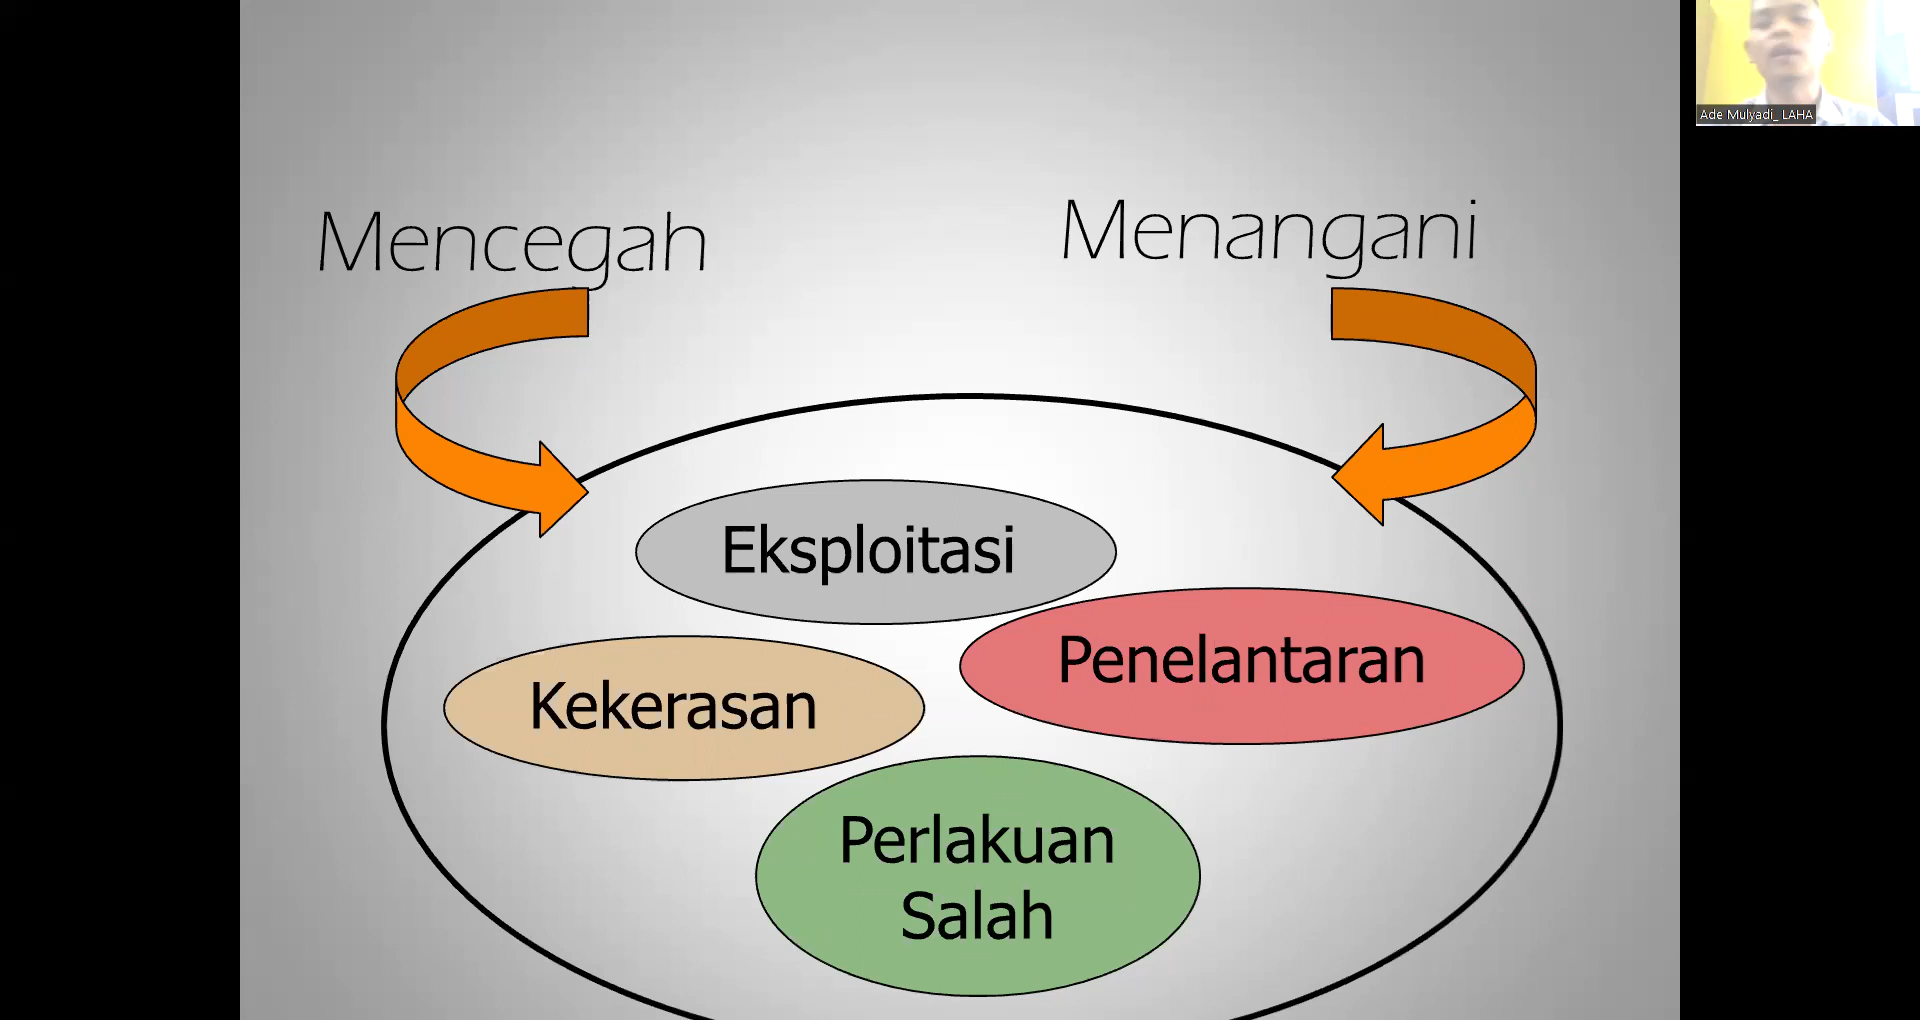 Mencegah
Menangani
Eksploitasi
Penelantaran
Kekerasan
Perlakuan
Salah
Ade Mulyadi_ LAHA